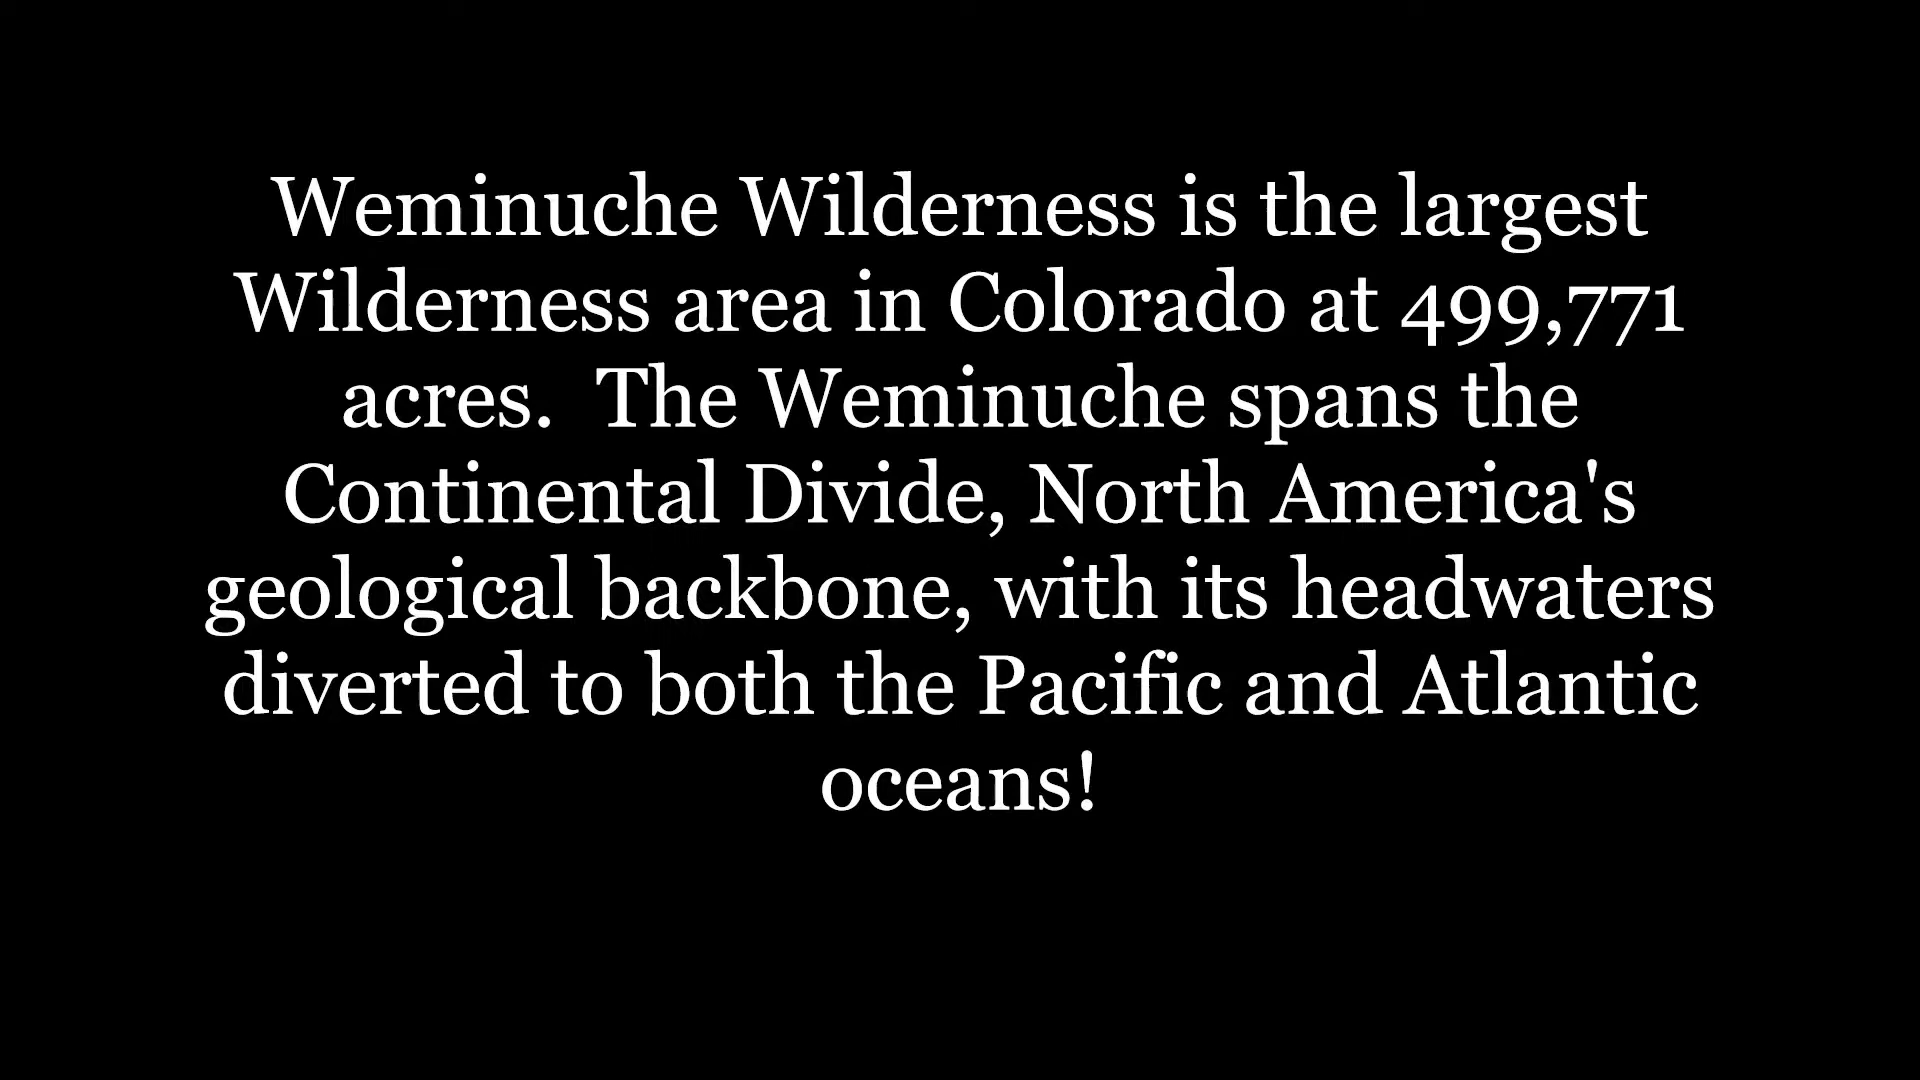 Weminuche Wilderness is the largest
Wilderness area in Colorado at 499,771
acres.  The Weminuche spans the
Continental Divide, North America's
geological backbone, with its headwaters
diverted to both the Pacific and Atlantic
oceans!